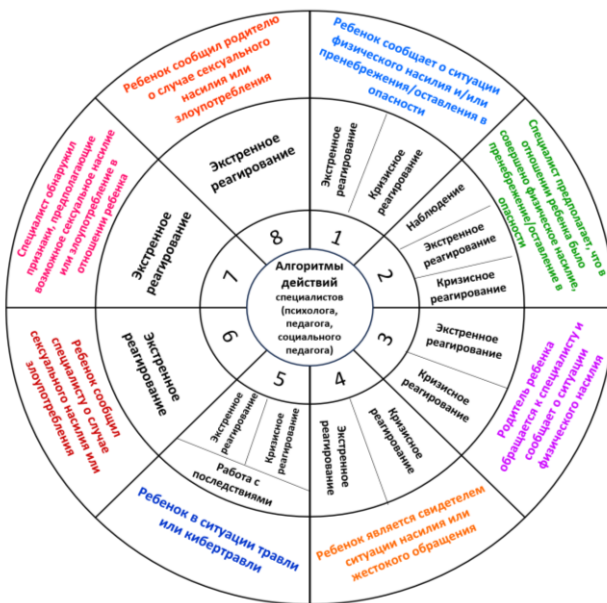 Алгоритмы
действий
специалистов
(психолога,
педагога,
социального
педагога)
1
Ребенок сообщает о ситуации
физического насилия и/или
пренебрежения/оставления в
опасности
Экстренное
реагирование
Кризисное
реагирование
2
Специалист предполагает, что в
отношении ребенка было
совершено физическое насилие,
пренебрежение/оставление в
опасности
Наблюдение
Экстренное
реагирование
Кризисное
реагирование
3
Родитель ребенка
обращается к специалисту и
сообщает о ситуации
физического насилия
Экстренное
реагирование
Кризисное
реагирование
4
Ребенок является свидетелем
ситуации насилия или
жестокого обращения
Экстренное
реагирование
Кризисное
реагирование
5
Ребенок в ситуации травли
или кибертравли
Экстренное
реагирование
Кризисное
реагирование
Работа с
последствиями
6
Ребенок сообщил
специалисту о случае
сексуального насилия или
злоупотребления
Экстренное
реагирование
7
Специалист обнаружил
признаки, предполагающие
возможное сексуальное насилие
или злоупотребление в
отношении ребенка
Экстренное
реагирование
8
Ребенок сообщил родителю
о случае сексуального
насилия или
злоупотребления
Экстренное
реагирование